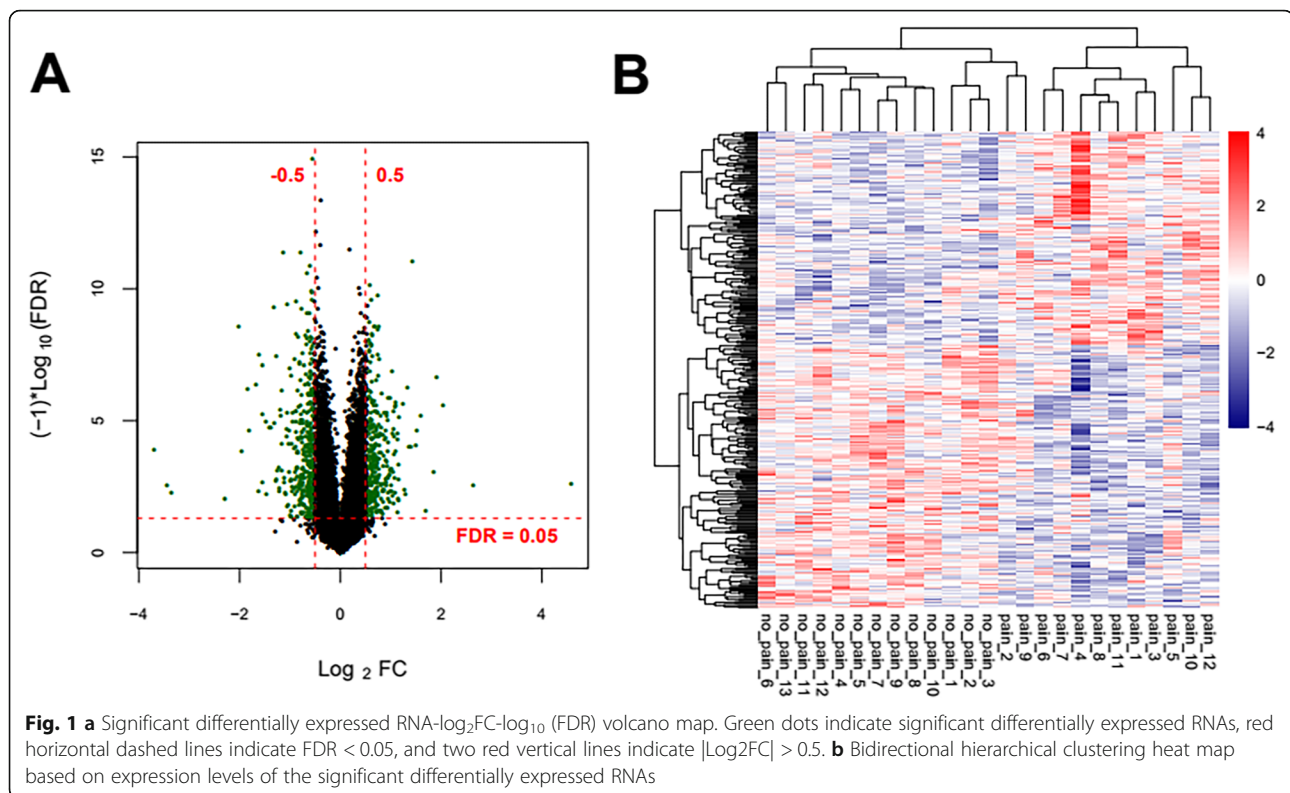 A
15
10
5
0
(−1)*Log 10 (FDR)
-0.5
0.5
FDR = 0.05
−4
−2
0
2
4
Log 2 FC
B
4
2
0
−2
−4
no_pain_6
no_pain_13
no_pain_11
no_pain_12
no_pain_4
no_pain_5
no_pain_7
no_pain_9
no_pain_8
no_pain_10
no_pain_1
no_pain_2
no_pain_3
pain_2
pain_9
pain_6
pain_7
pain_4
pain_8
pain_11
pain_1
pain_3
pain_5
pain_10
pain_12
Fig. 1 a Significant differentially expressed RNA-log₂FC-log₁₀ (FDR) volcano map. Green dots indicate significant differentially expressed RNAs, red
horizontal dashed lines indicate FDR < 0.05, and two red vertical lines indicate |Log2FC| > 0.5. b Bidirectional hierarchical clustering heat map
based on expression levels of the significant differentially expressed RNAs